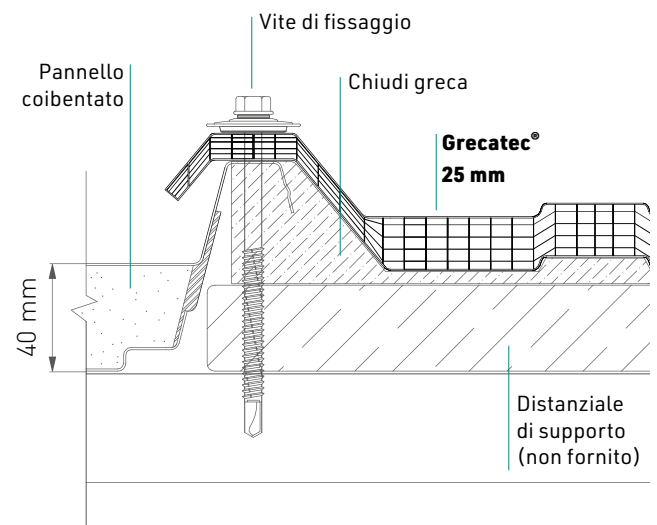 Vite di fissaggio
Pannello
coibentato
Chiudi greca
Grecatec®
25 mm
40 mm
Distanziale
di supporto
(non fornito)